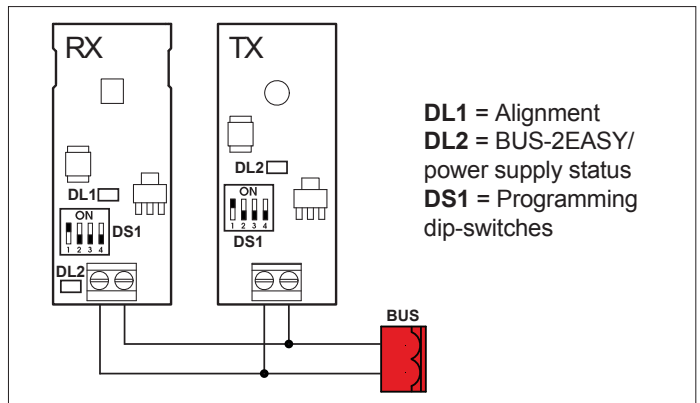 RX
DL1
ON
1 2 3 4
DS1
DL2
TX
DL2
ON
1 2 3 4
DS1
BUS
DL1 = Alignment
DL2 = BUS-2EASY/
power supply status
DS1 = Programming
dip-switches